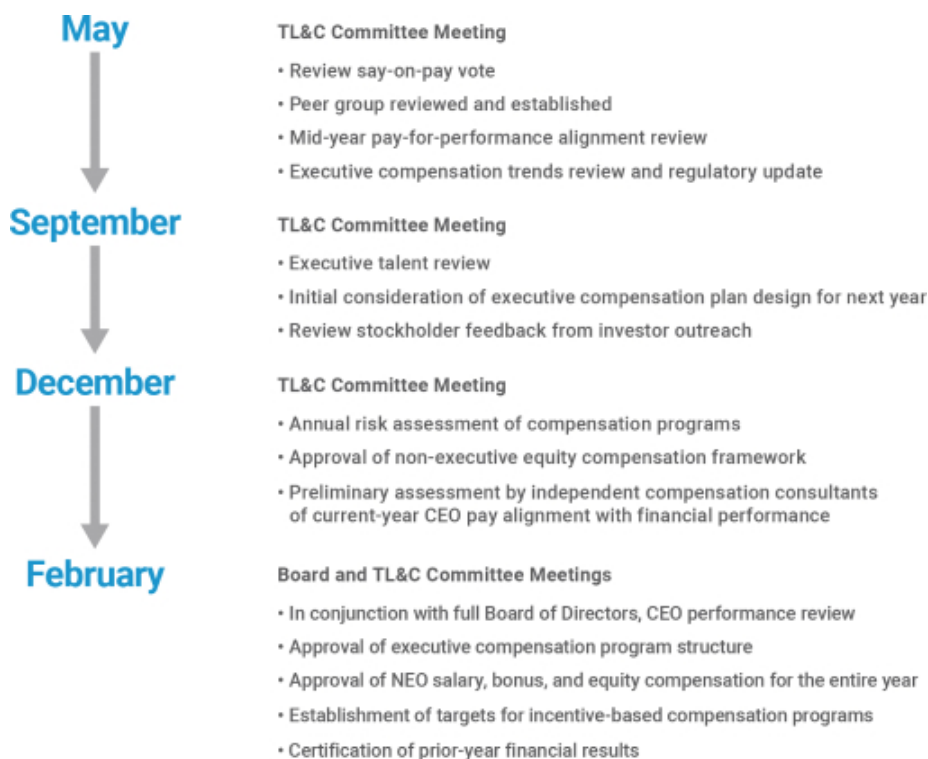 May
TL&C Committee Meeting
• Review say-on-pay vote
• Peer group reviewed and established
• Mid-year pay-for-performance alignment review
• Executive compensation trends review and regulatory update
September
TL&C Committee Meeting
• Executive talent review
• Initial consideration of executive compensation plan design for next year
• Review stockholder feedback from investor outreach
December
TL&C Committee Meeting
• Annual risk assessment of compensation programs
• Approval of non-executive equity compensation framework
• Preliminary assessment by independent compensation consultants
of current-year CEO pay alignment with financial performance
February
Board and TL&C Committee Meetings
• In conjunction with full Board of Directors, CEO performance review
• Approval of executive compensation program structure
• Approval of NEO salary, bonus, and equity compensation for the entire year
• Establishment of targets for incentive-based compensation programs
• Certification of prior-year financial results